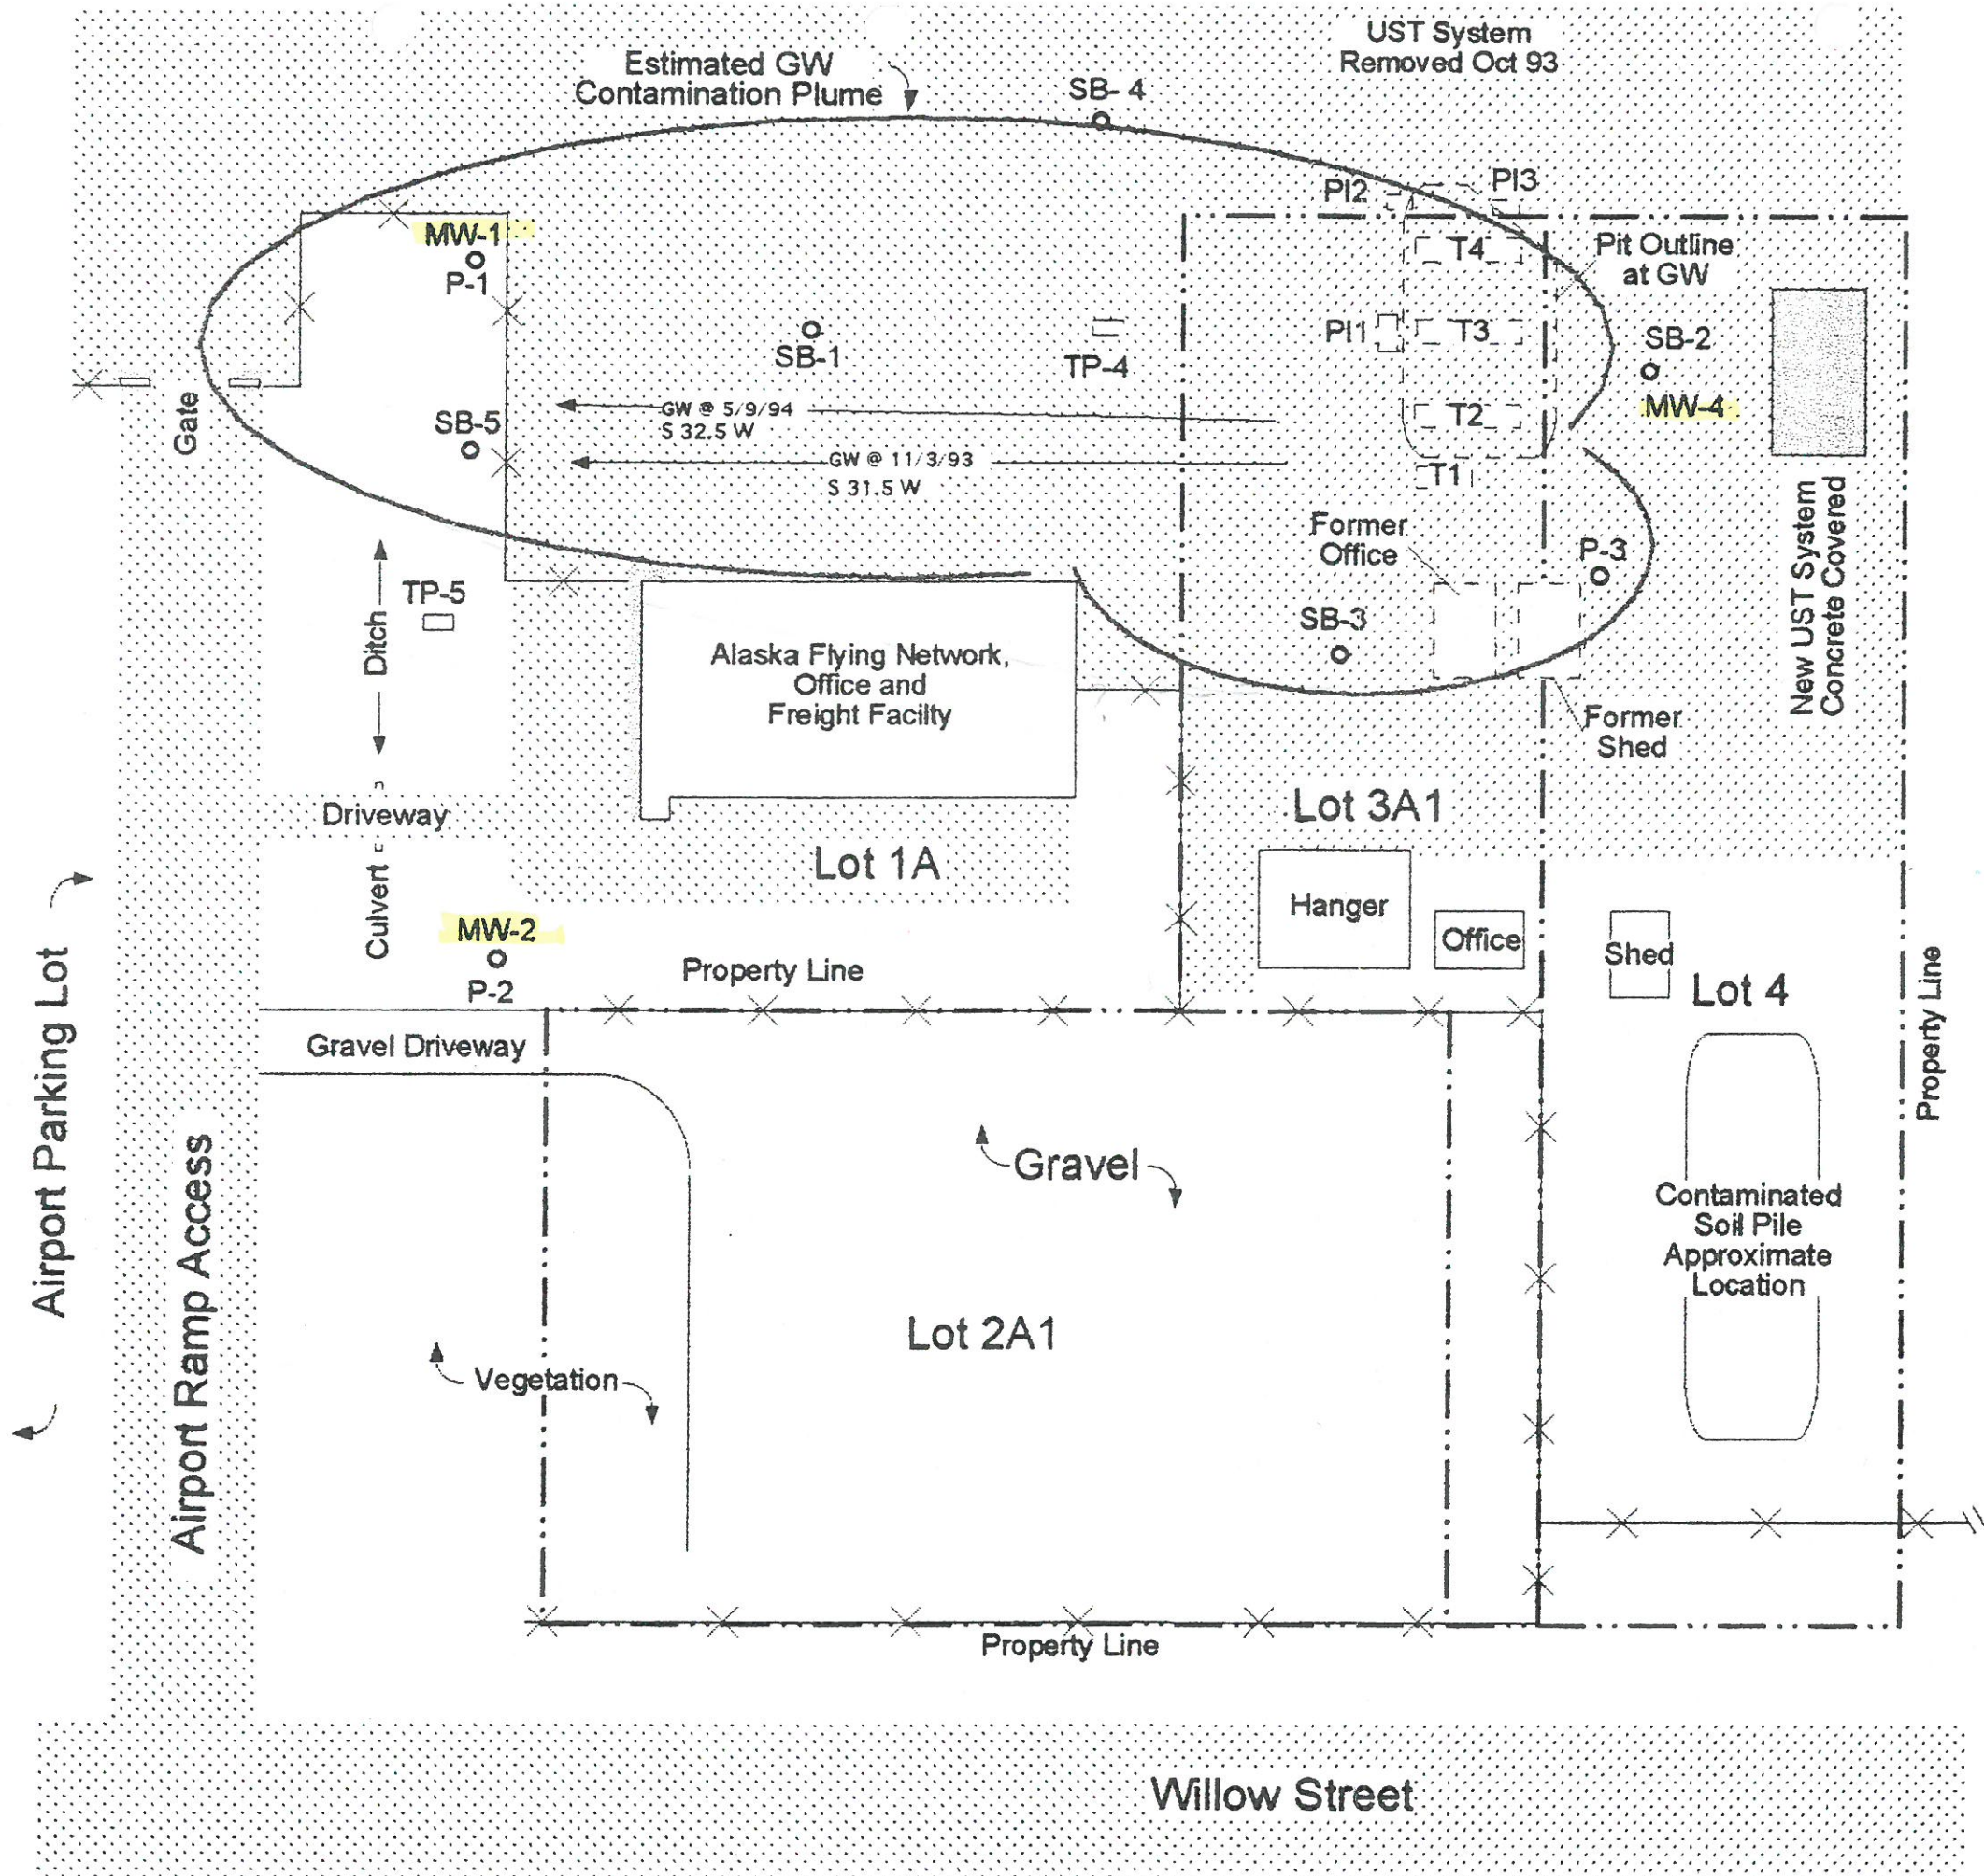 UST System
Removed Oct 93
Estimated GW
Contamination Plume
SB- 4
PI2
PI3
MW-1
P-1
T4
Pit Outline
at GW
SB-1
TP-4
PI1
T3
SB-2
MW-4
Gate
SB-5
GW @ 5/9/94
S 32.5 W
T2
GW @ 11/3/93
S 31.5 W
T1
New UST System
Concrete Covered
Former
Office
P-3
Ditch
TP-5
SB-3
Alaska Flying Network,
Office and
Freight Facilty
Former
Shed
Driveway
Lot 3A1
Lot 1A
Culvert
Hanger
Office
Shed
MW-2
P-2
Property Line
Lot 4
Property Line
Airport Parking Lot
Gravel Driveway
Airport Ramp Access
Gravel
Contaminated
Soil Pile
Approximate
Location
Lot 2A1
Vegetation
Property Line
Willow Street